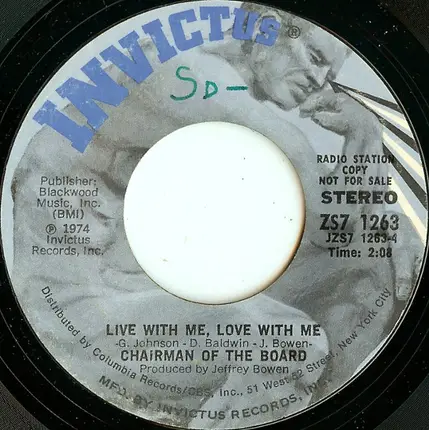 INVICTUS®
SD-
RADIO STATION
COPY
NOT FOR SALE
STEREO
ZS7 1263
JZS7 1263-4
Time: 2:08
Publisher:
Blackwood
Music, Inc.
(BMI)
℗ 1974
Invictus
Records, Inc.
LIVE WITH ME, LOVE WITH ME
-G. Johnson - D. Baldwin - J. Bowen-
CHAIRMAN OF THE BOARD
Produced by Jeffrey Bowen
Distributed by Columbia Records/CBS, Inc., 51 West 52 Street, New York City
MFD. BY INVICTUS RECORDS, INC.